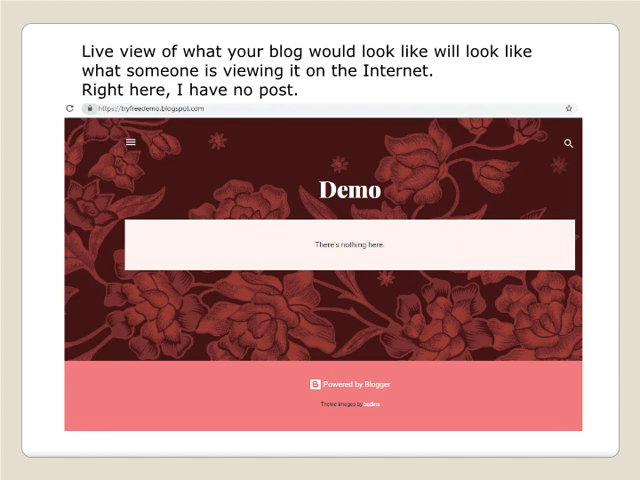 Live view of what your blog would look like will look like
what someone is viewing it on the Internet.
Right here, I have no post.
https://tryfreedemo.blogspot.com
Demo
There's nothing here.
Powered by Blogger
Theme images by